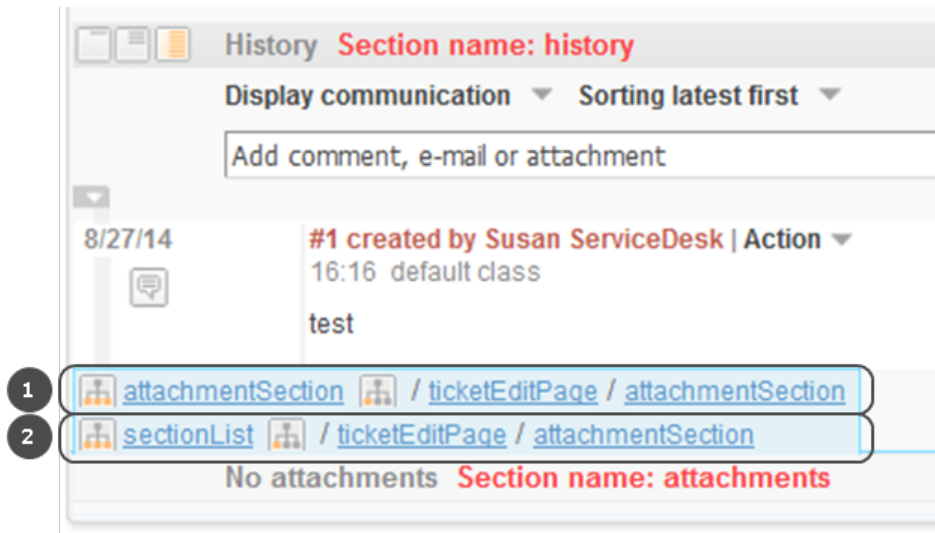 History Section name: history
Display communication Sorting latest first
Add comment, e-mail or attachment
8/27/14 #1 created by Susan ServiceDesk | Action
16:16 default class
test
1 attachmentSection / ticketEditPage / attachmentSection
2 sectionList / ticketEditPage / attachmentSection
No attachments Section name: attachments